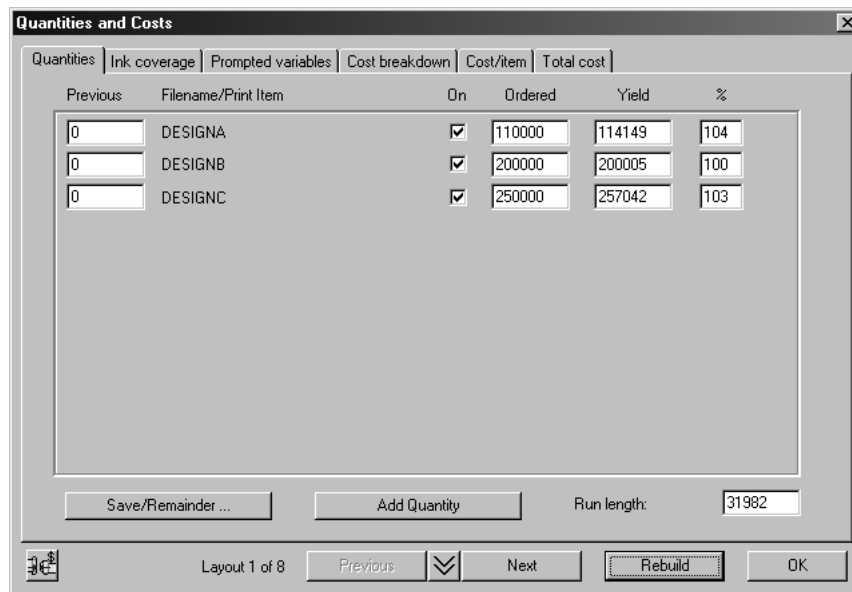 Quantities and Costs
Quantities Ink coverage Prompted variables Cost breakdown Cost/item Total cost
Previous Filename/Print Item On Ordered Yield %
0 DESIGNA 110000 114149 104
0 DESIGNB 200000 200005 100
0 DESIGNC 250000 257042 103
Save/Remainder ... Add Quantity Run length: 31982
Layout 1 of 8 Previous Next Rebuild OK